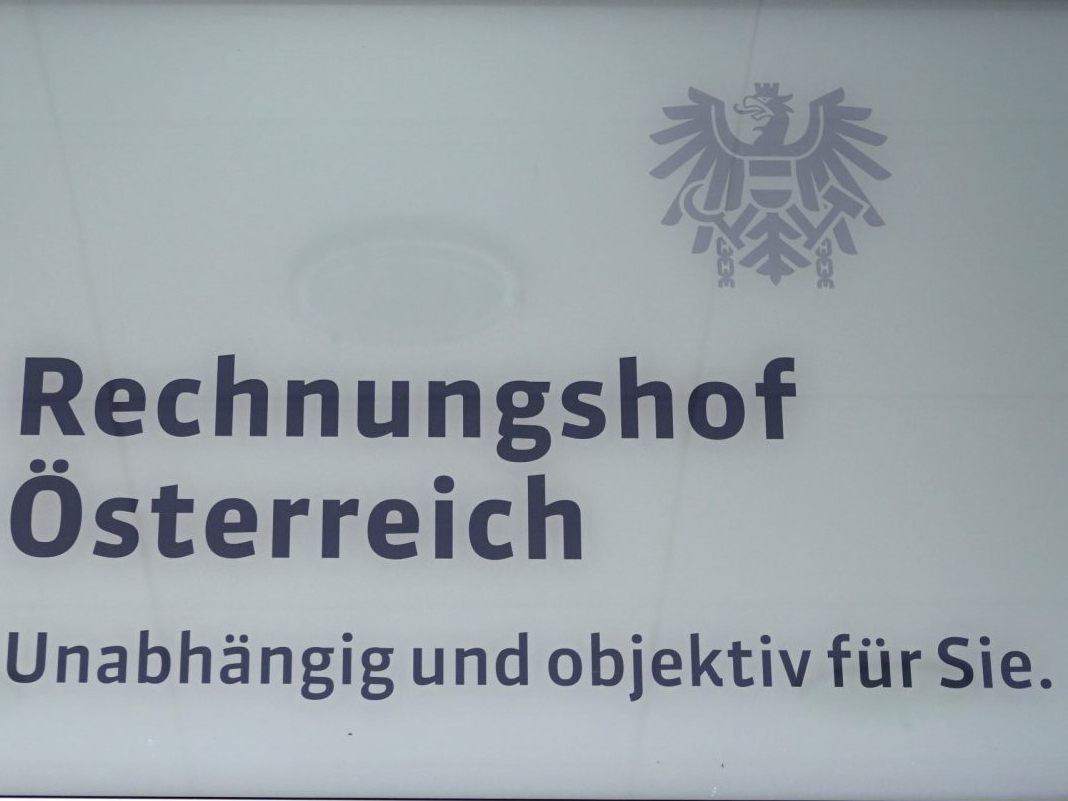 Rechnungshof
Österreich
Unabhängig und objektiv für Sie.